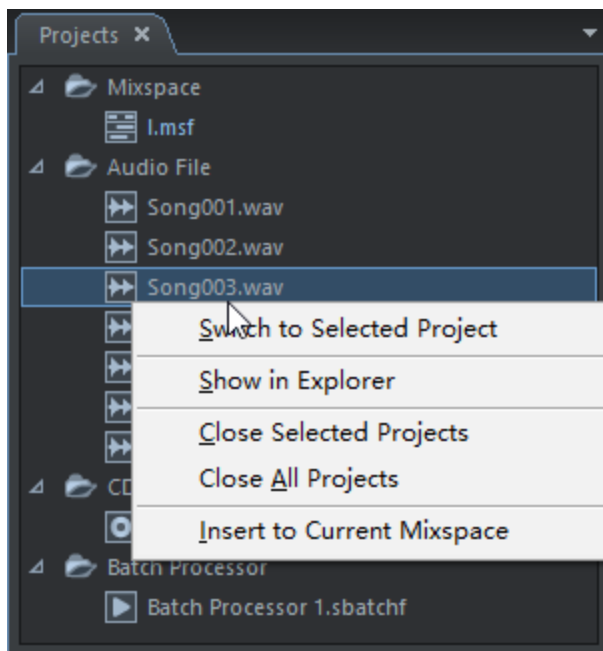 Projects
Mixspace
I.msf
Audio File
Song001.wav
Song002.wav
Song003.wav
Switch to Selected Project
Show in Explorer
Close Selected Projects
Close All Projects
CD
Insert to Current Mixspace
Batch Processor
Batch Processor 1.sbatchf